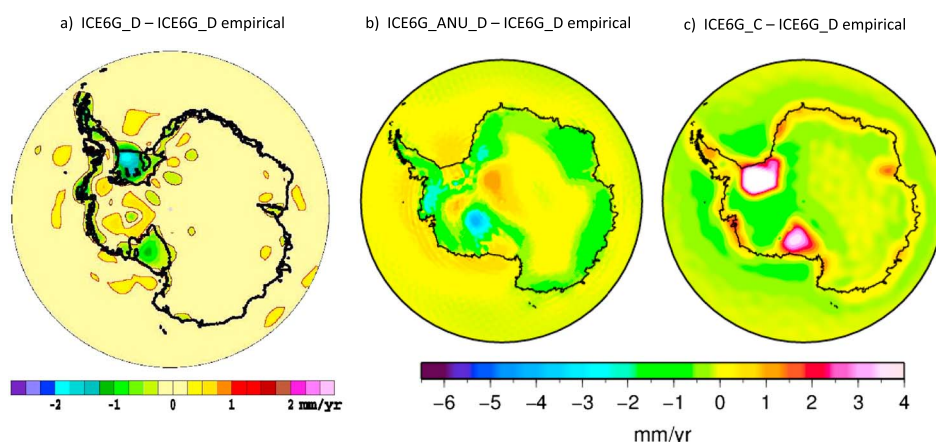 a) ICE6G_D – ICE6G_D empirical
b) ICE6G_ANU_D – ICE6G_D empirical
c) ICE6G_C – ICE6G_D empirical
-2 -1 0 1 2 mm/yr
−6 −5 −4 −3 −2 −1 0 1 2 3 4
mm/yr